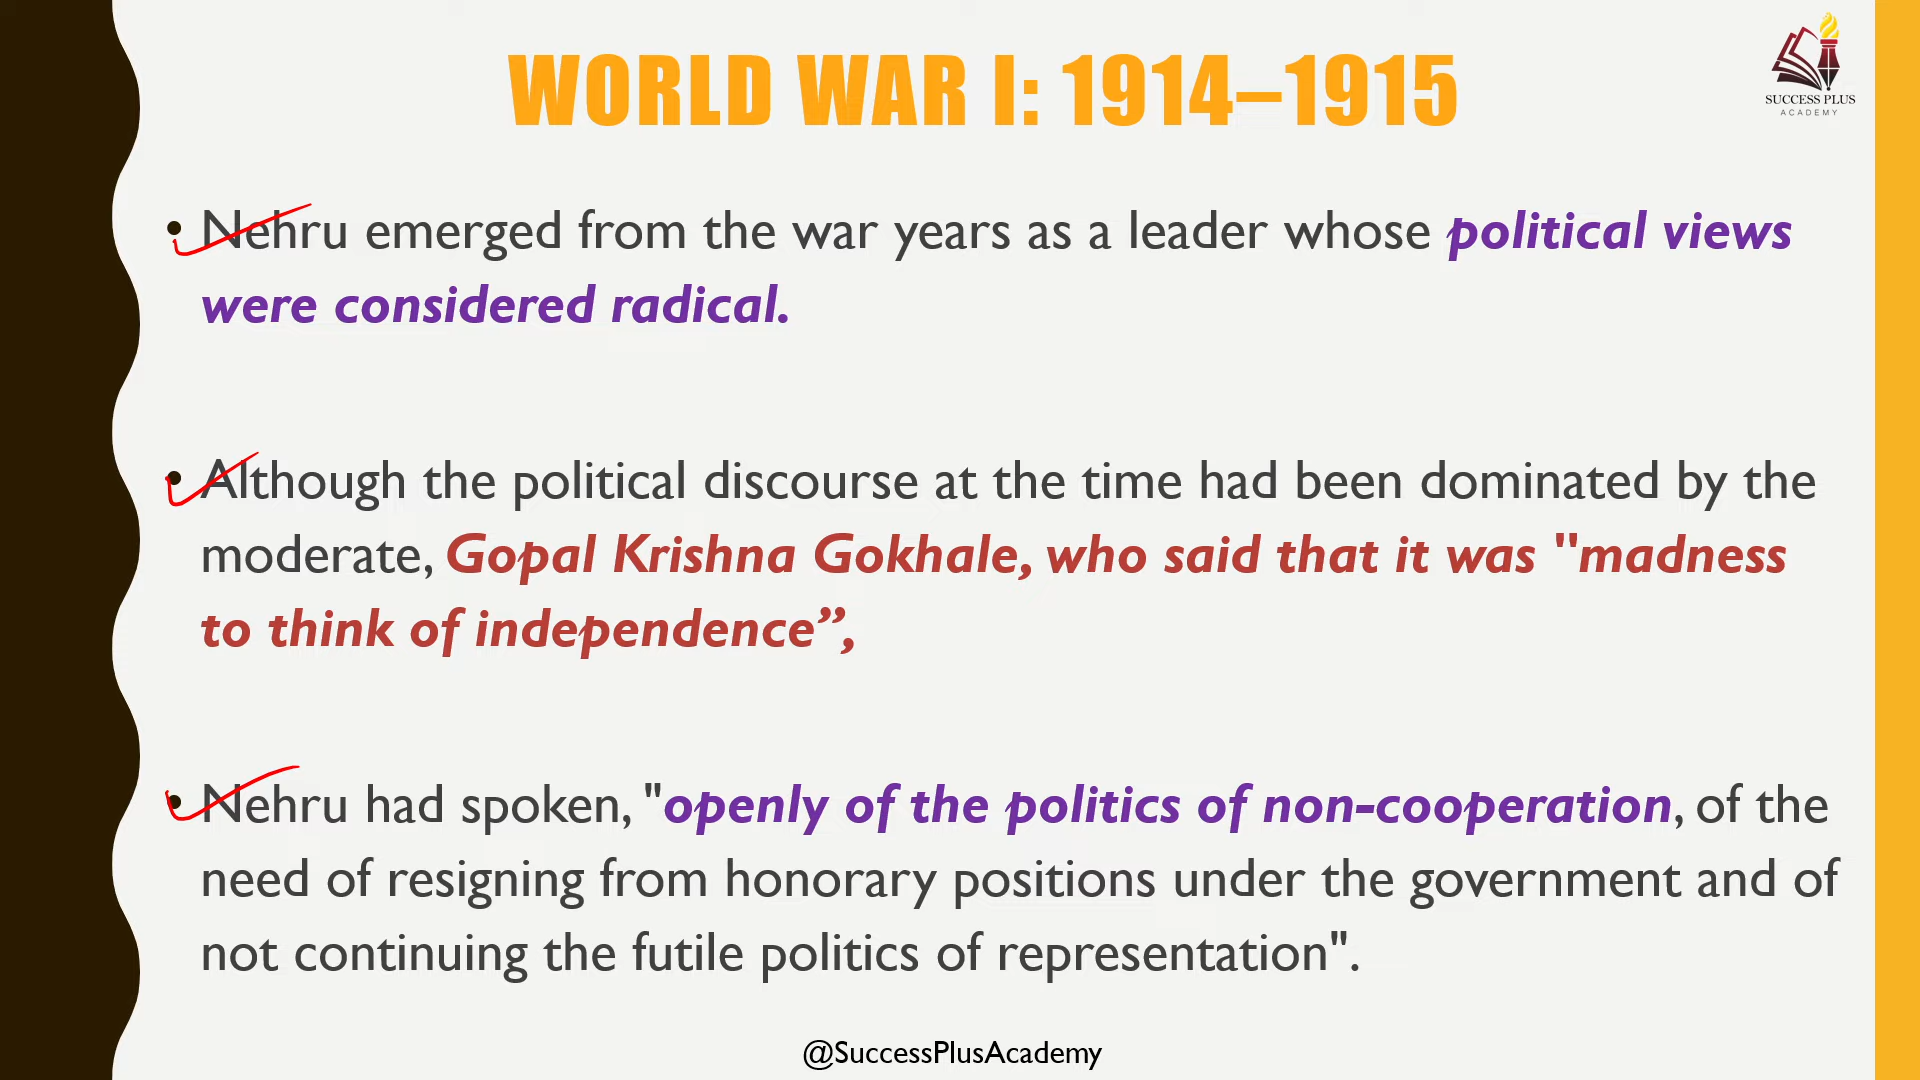 WORLD WAR I: 1914–1915
SUCCESS PLUS
ACADEMY
• Nehru emerged from the war years as a leader whose political views
were considered radical.
• Although the political discourse at the time had been dominated by the
moderate, Gopal Krishna Gokhale, who said that it was "madness
to think of independence”,
• Nehru had spoken, "openly of the politics of non-cooperation, of the
need of resigning from honorary positions under the government and of
not continuing the futile politics of representation".
@SuccessPlusAcademy